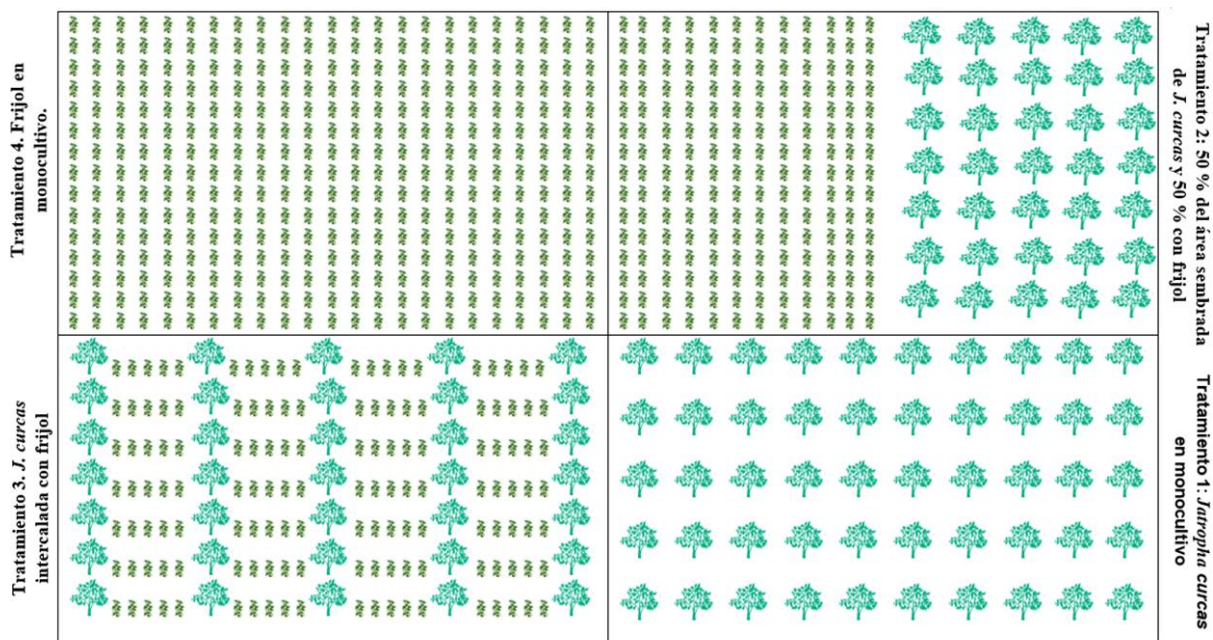 Tratamiento 4. Frijol en
monocultivo.
Tratamiento 2: 50 % del área sembrada
de J. curcas y 50 % con frijol
Tratamiento 3. J. curcas
intercalada con frijol
Tratamiento 1: Jatropha curcas
en monocultivo